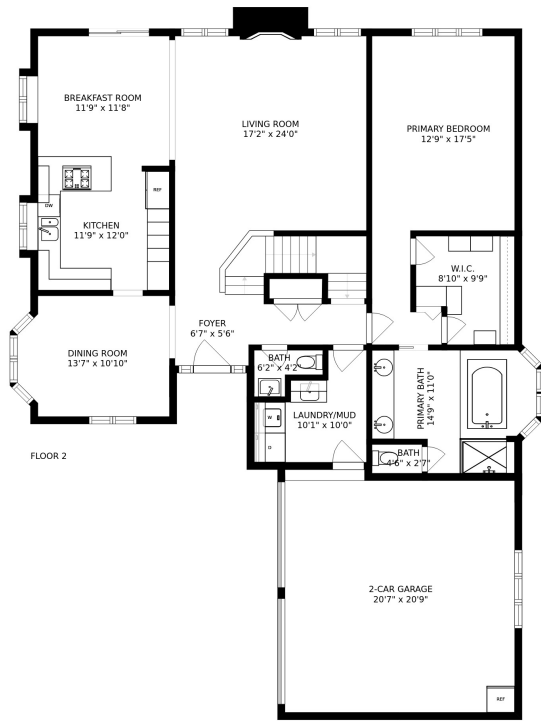 BREAKFAST ROOM
11'9" x 11'8"
LIVING ROOM
17'2" x 24'0"
PRIMARY BEDROOM
12'9" x 17'5"
REF
DW
KITCHEN
11'9" x 12'0"
W.I.C.
8'10" x 9'9"
FOYER
6'7" x 5'6"
DINING ROOM
13'7" x 10'10"
BATH
6'2" x 4'2"
PRIMARY BATH
14'9" x 11'0"
LAUNDRY/MUD
10'1" x 10'0"
W
D
BATH
4'6" x 2'7"
FLOOR 2
2-CAR GARAGE
20'7" x 20'9"
REF